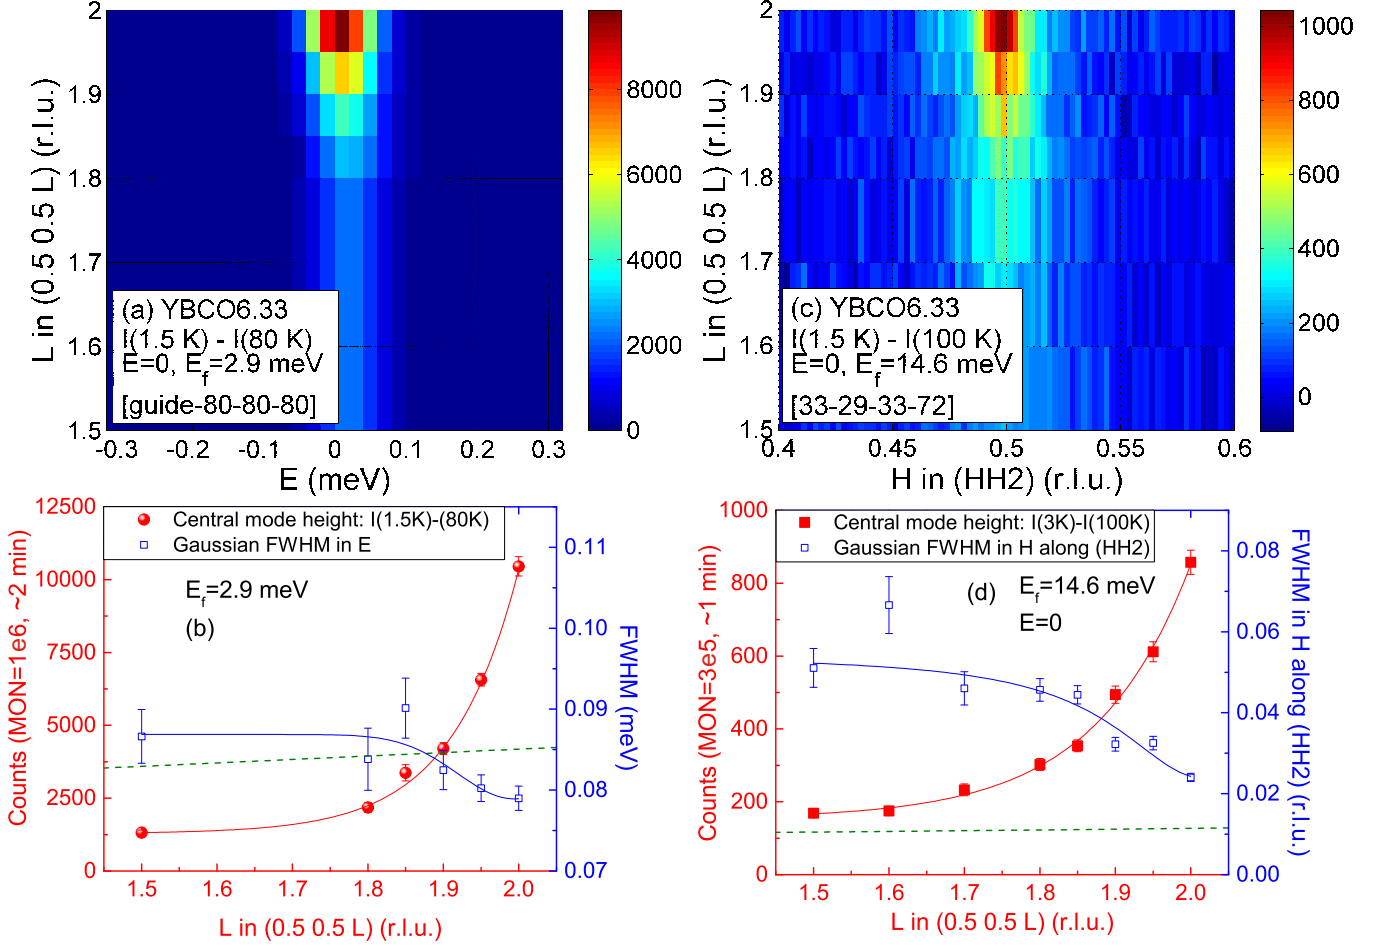 2
1.9
1.8
1.7
1.6
1.5
L in (0.5 0.5 L) (r.l.u.)
(a) YBCO6.33
I(1.5 K) - I(80 K)
E=0, Ef=2.9 meV
[guide-80-80-80]
-0.3 -0.2 -0.1 0 0.1 0.2 0.3
E (meV)
8000
6000
4000
2000
0
2
1.9
1.8
1.7
1.6
1.5
L in (0.5 0.5 L) (r.l.u.)
(c) YBCO6.33
I(1.5 K) - I(100 K)
E=0, Ef=14.6 meV
[33-29-33-72]
0.4 0.45 0.5 0.55 0.6
H in (HH2) (r.l.u.)
1000
800
600
400
200
0
12500
10000
7500
5000
2500
0
Counts (MON=1e6, ~2 min)
Central mode height: I(1.5K)-(80K)
Gaussian FWHM in E
Ef=2.9 meV
(b)
0.11
0.10
0.09
0.08
0.07
FWHM (meV)
1.5 1.6 1.7 1.8 1.9 2.0
L in (0.5 0.5 L) (r.l.u.)
1000
800
600
400
200
0
Counts (MON=3e5, ~1 min)
Central mode height: I(3K)-I(100K)
Gaussian FWHM in H along (HH2)
(d)
Ef=14.6 meV
E=0
0.08
0.06
0.04
0.02
0.00
FWHM in H along (HH2) (r.l.u.)
1.5 1.6 1.7 1.8 1.9 2.0
L in (0.5 0.5 L) (r.l.u.)